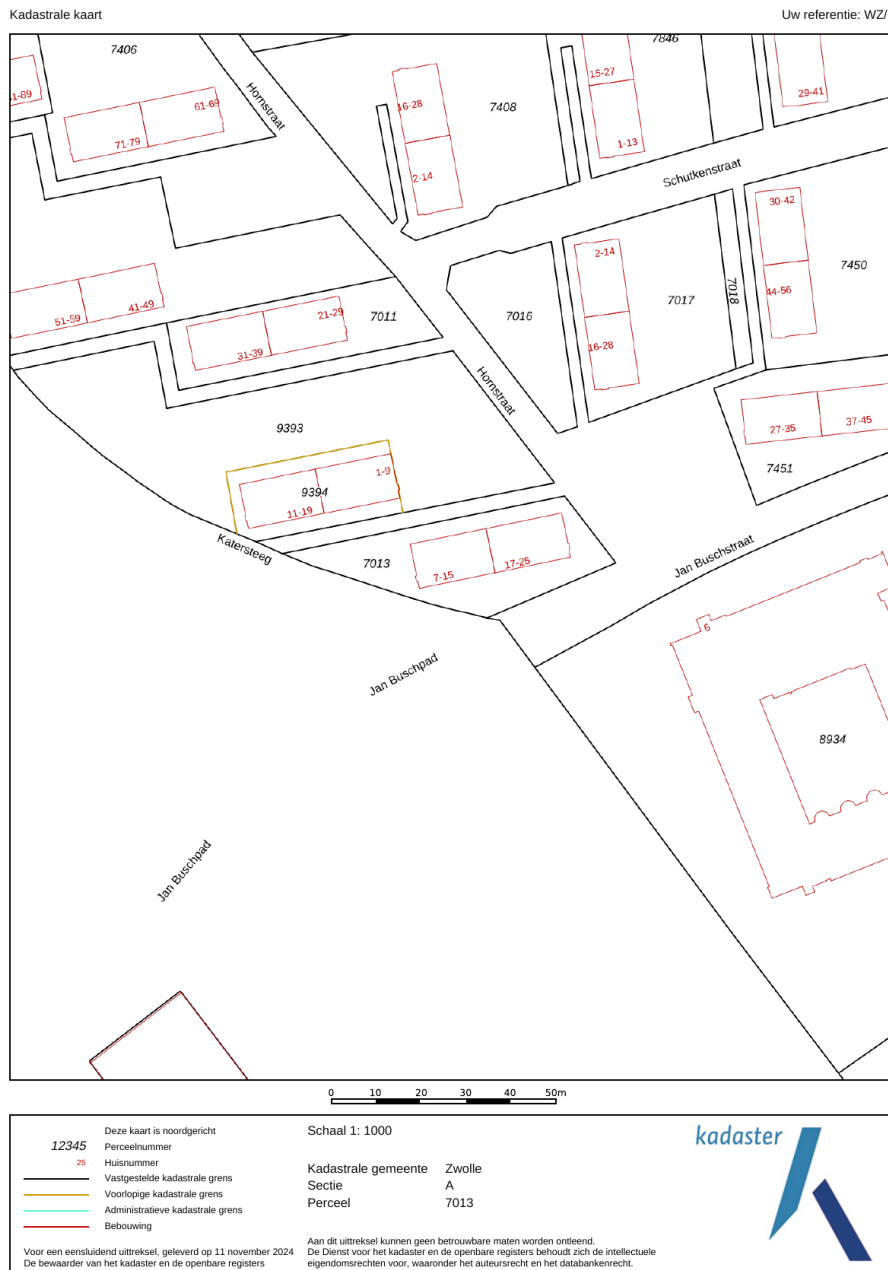 Kadastrale kaart
Uw referentie: WZ/
7406
7846
15-27
29-41
61-69
Hornstraat
16-28
7408
71-79
1-13
2-14
Schutkenstraat
30-42
2-14
7450
7018
44-56
41-49
7017
51-59
21-29
7011
7016
31-39
16-28
Hornstraat
37-45
27-35
9393
7451
1-9
9394
11-19
Katersteeg
Jan Buschstraat
7013
17-25
7-15
6
Jan Buschpad
8934
Jan Buschpad
0 10 20 30 40 50m
Deze kaart is noordgericht
12345 Perceelnummer
25 Huisnummer
Vastgestelde kadastrale grens
Voorlopige kadastrale grens
Administratieve kadastrale grens
Bebouwing
Voor een eensluidend uittreksel, geleverd op 11 november 2024
De bewaarder van het kadaster en de openbare registers
Schaal 1: 1000
Kadastrale gemeente Zwolle
Sectie A
Perceel 7013
Aan dit uittreksel kunnen geen betrouwbare maten worden ontleend.
De Dienst voor het kadaster en de openbare registers behoudt zich de intellectuele
eigendomsrechten voor, waaronder het auteursrecht en het databankenrecht.
kadaster